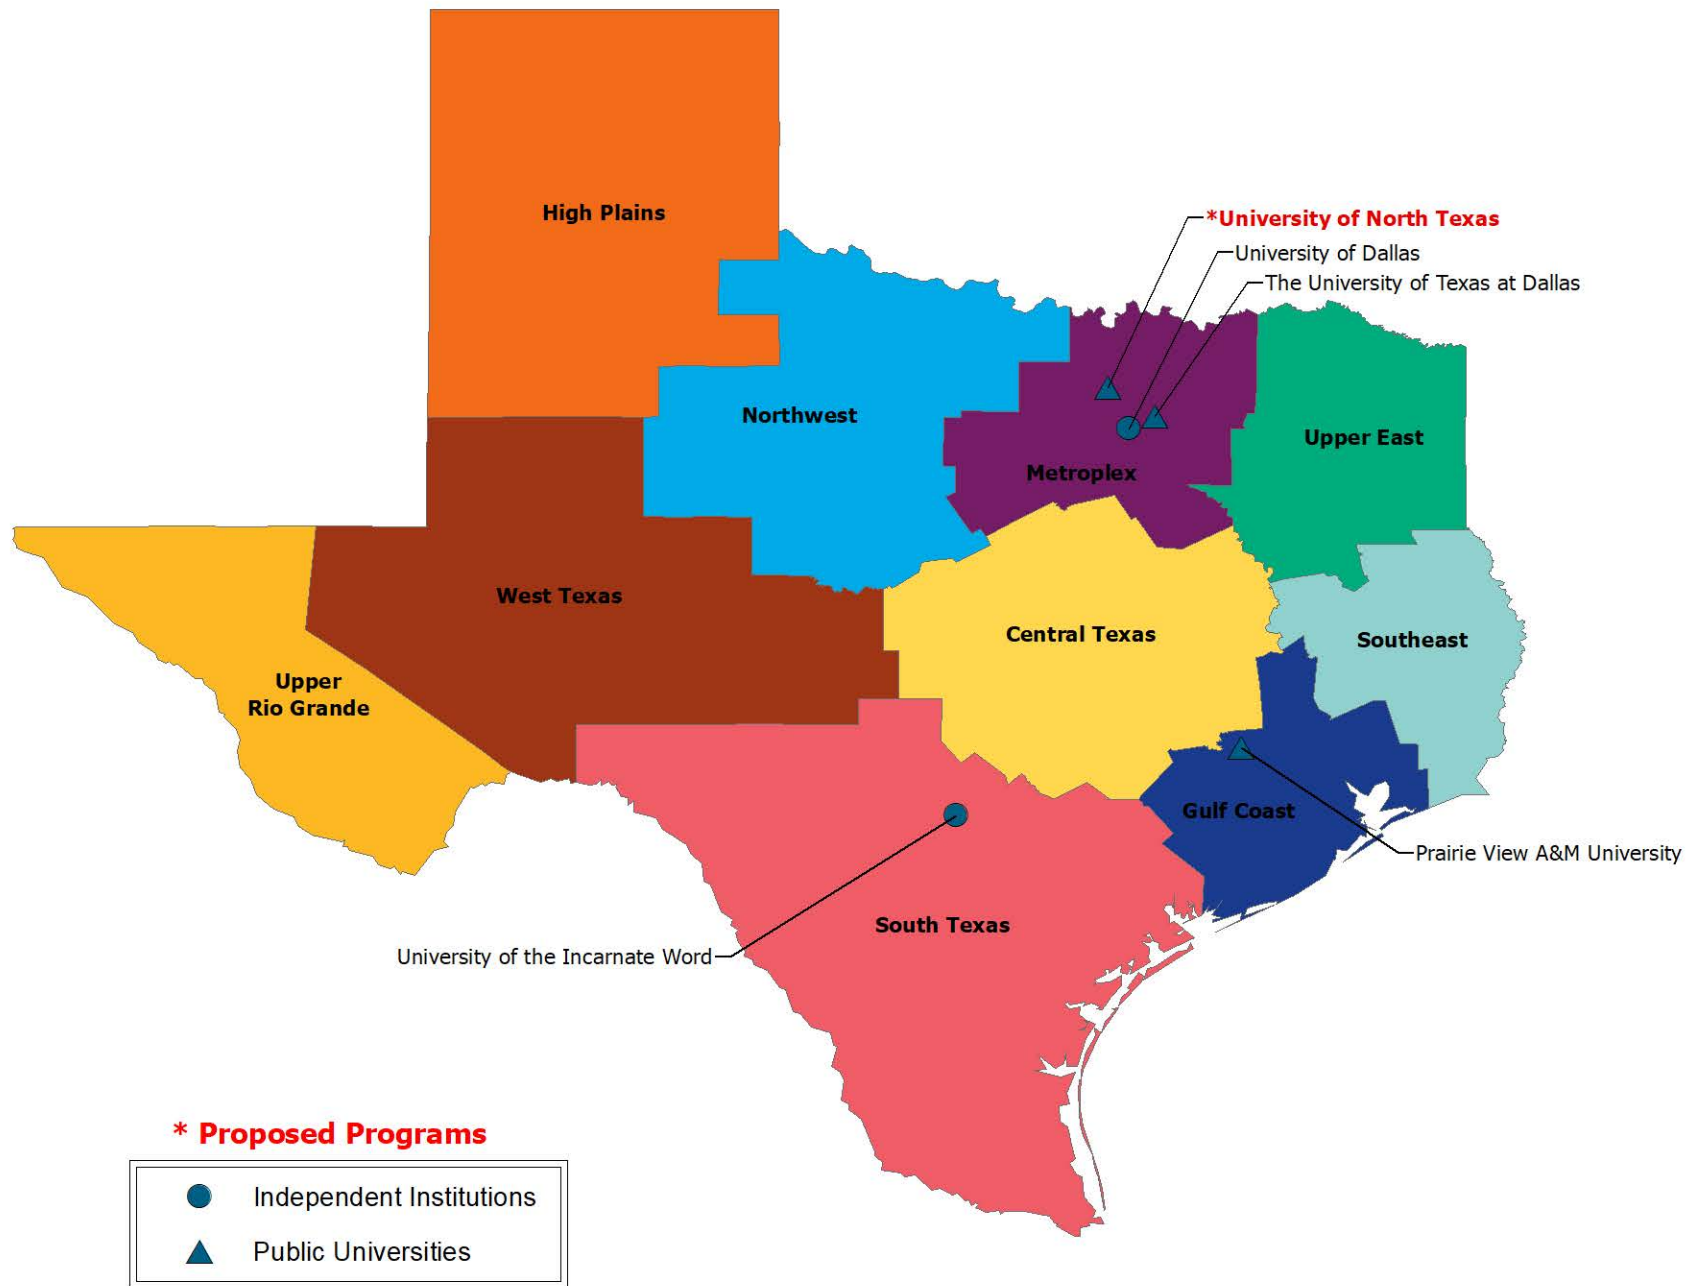 High Plains
*University of North Texas
University of Dallas
The University of Texas at Dallas
Northwest
Upper East
Metroplex
West Texas
Central Texas
Southeast
Upper
Rio Grande
Gulf Coast
Prairie View A&M University
South Texas
University of the Incarnate Word
* Proposed Programs
Independent Institutions
Public Universities